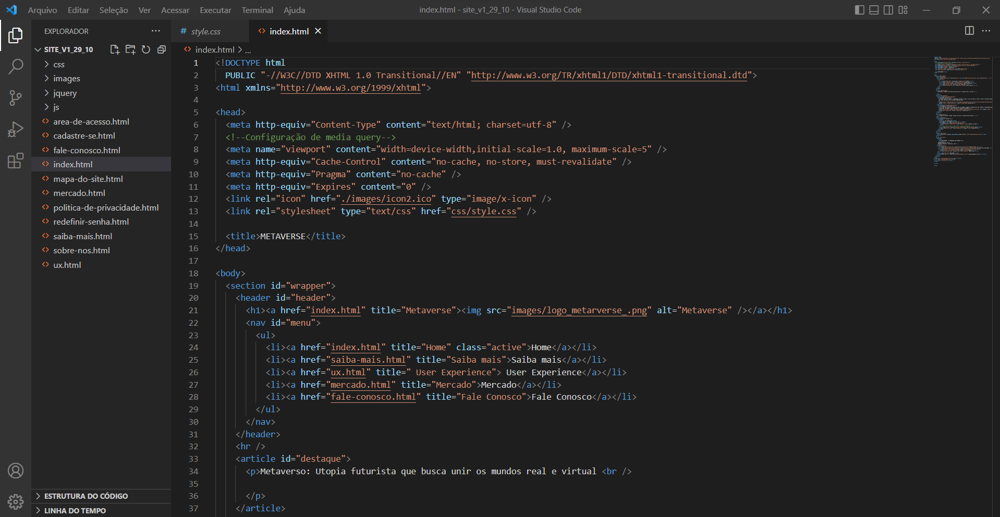 Arquivo Editar Seleção Ver Acessar Executar Terminal Ajuda
index.html - site_v1_29_10 - Visual Studio Code
EXPLORADOR
SITE_V1_29_10
css
images
jquery
js
area-de-acesso.html
cadastre-se.html
fale-conosco.html
index.html
mapa-do-site.html
mercado.html
politica-de-privacidade.html
redefinir-senha.html
saiba-mais.html
sobre-nos.html
ux.html
ESTRUTURA DO CÓDIGO
LINHA DO TEMPO
# style.css
<> index.html
<> index.html > ...
1 <!DOCTYPE html
2   PUBLIC "-//W3C//DTD XHTML 1.0 Transitional//EN" "http://www.w3.org/TR/xhtml1/DTD/xhtml1-transitional.dtd">
3 <html xmlns="http://www.w3.org/1999/xhtml">
4
5 <head>
6   <meta http-equiv="Content-Type" content="text/html; charset=utf-8" />
7   <!--Configuração de media query-->
8   <meta name="viewport" content="width=device-width,initial-scale=1.0, maximum-scale=5" />
9   <meta http-equiv="Cache-Control" content="no-cache, no-store, must-revalidate" />
10   <meta http-equiv="Pragma" content="no-cache" />
11   <meta http-equiv="Expires" content="0" />
12   <link rel="icon" href="./images/icon2.ico" type="image/x-icon" />
13   <link rel="stylesheet" type="text/css" href="css/style.css" />
14
15   <title>METAVERSE</title>
16 </head>
17
18 <body>
19   <section id="wrapper">
20     <header id="header">
21       <h1><a href="index.html" title="Metaverse"><img src="images/logo_metarverse_.png" alt="Metaverse" /></a></h1>
22       <nav id="menu">
23         <ul>
24           <li><a href="index.html" title="Home" class="active">Home</a></li>
25           <li><a href="saiba-mais.html" title="Saiba mais">Saiba mais</a></li>
26           <li><a href="ux.html" title=" User Experience"> User Experience</a></li>
27           <li><a href="mercado.html" title="Mercado">Mercado</a></li>
28           <li><a href="fale-conosco.html" title="Fale Conosco">Fale Conosco</a></li>
29         </ul>
30       </nav>
31     </header>
32     <hr />
33     <article id="destaque">
34       <p>Metaverso: Utopia futurista que busca unir os mundos real e virtual <br />
35
36       </p>
37     </article>